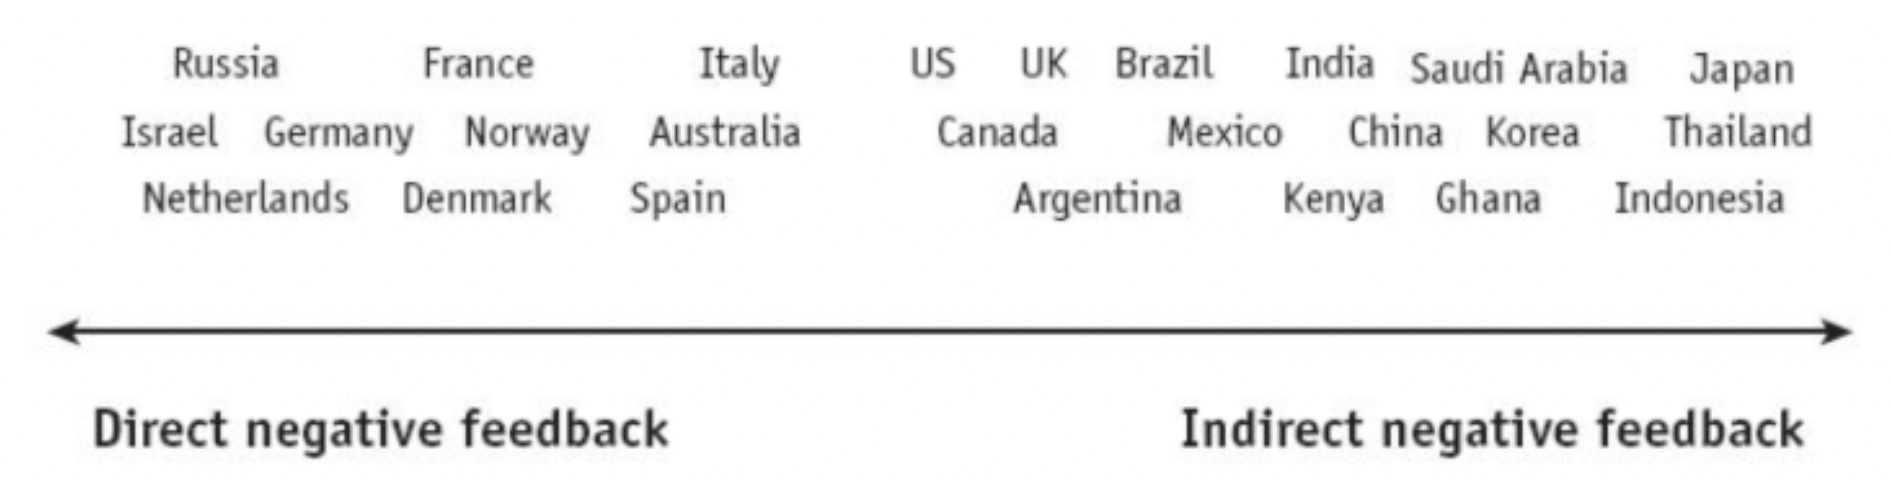 Russia France Italy US UK Brazil India Saudi Arabia Japan
Israel Germany Norway Australia Canada Mexico China Korea Thailand
Netherlands Denmark Spain Argentina Kenya Ghana Indonesia
Direct negative feedback Indirect negative feedback